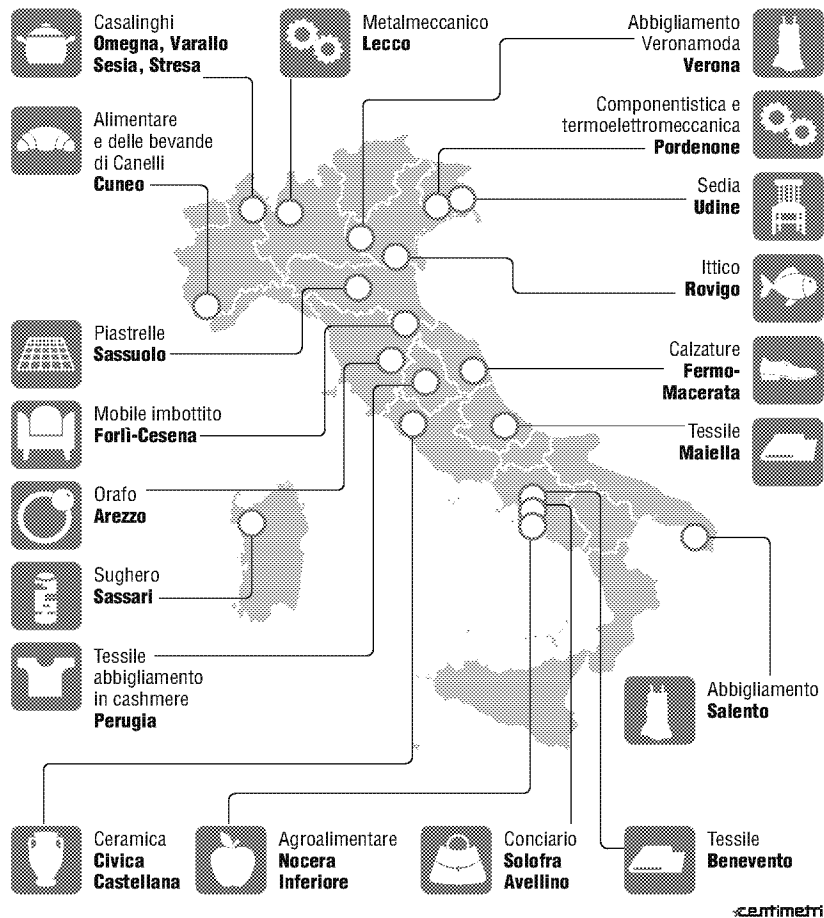 Casalinghi
Omegna, Varallo
Sesia, Stresa
Metalmeccanico
Lecco
Abbigliamento
Veronamoda
Verona
Alimentare
e delle bevande
di Canelli
Cuneo
Componentistica e
termoelettromeccanica
Pordenone
Sedia
Udine
Ittico
Rovigo
Piastrelle
Sassuolo
Calzature
Fermo-
Macerata
Mobile imbottito
Forlì-Cesena
Tessile
Maiella
Orafo
Arezzo
Sughero
Sassari
Tessile
abbigliamento
in cashmere
Perugia
Abbigliamento
Salento
Ceramica
Civica
Castellana
Agroalimentare
Nocera
Inferiore
Conciario
Solofra
Avellino
Tessile
Benevento
centimetri